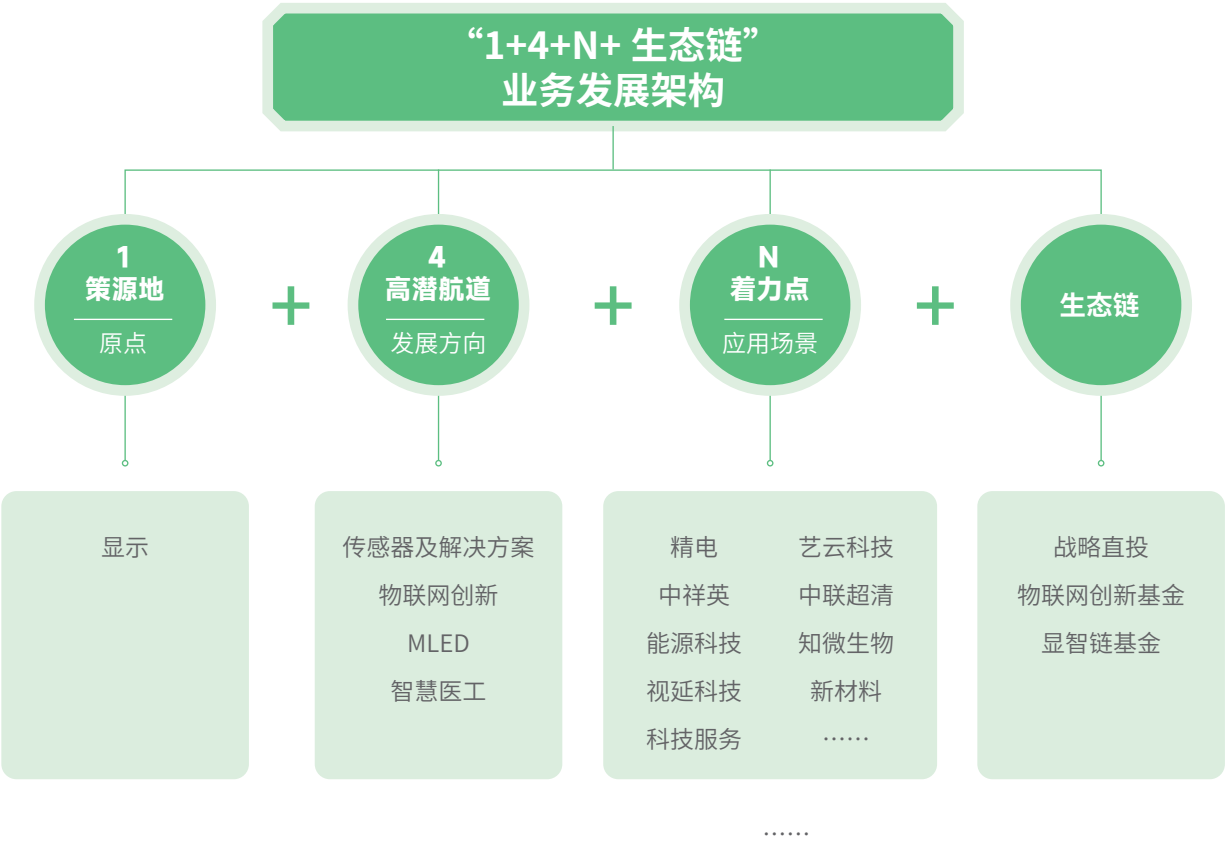 “1+4+N+ 生态链”
业务发展架构
1
策源地
原点
4
高潜航道
发展方向
N
着力点
应用场景
生态链
显示
传感器及解决方案
物联网创新
MLED
智慧医工
精电
中祥英
能源科技
视延科技
科技服务
艺云科技
中联超清
知微生物
新材料
……
战略直投
物联网创新基金
显智链基金
……